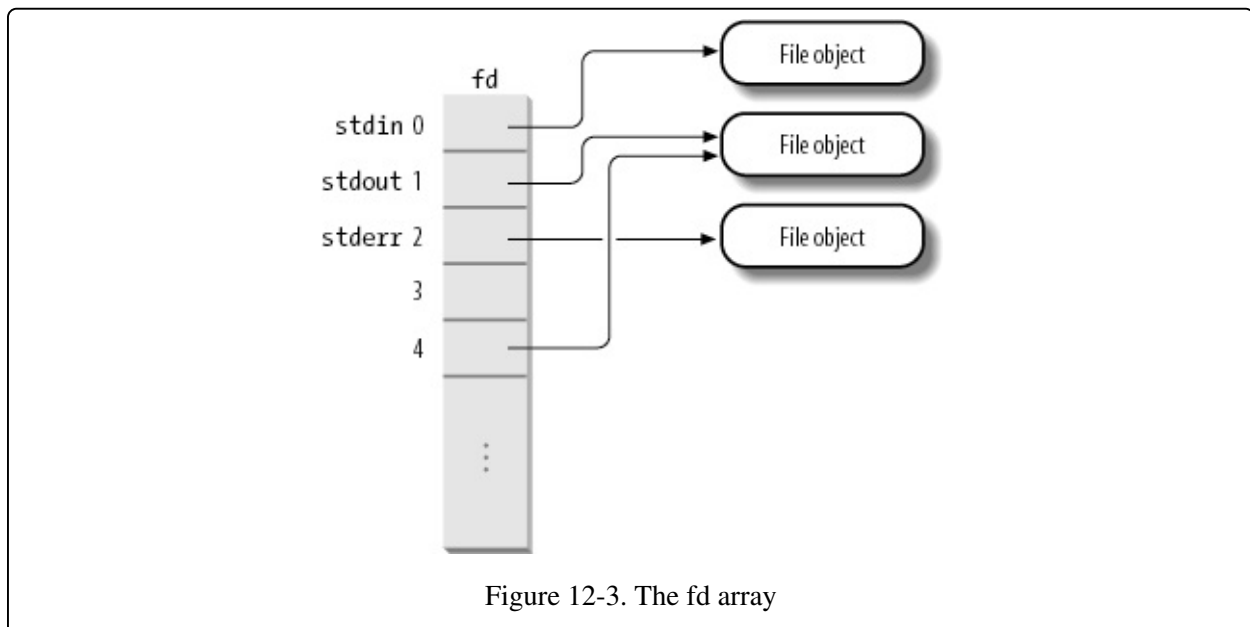 fd
File object
stdin 0
File object
stdout 1
stderr 2
File object
3
4
⋮
Figure 12-3. The fd array